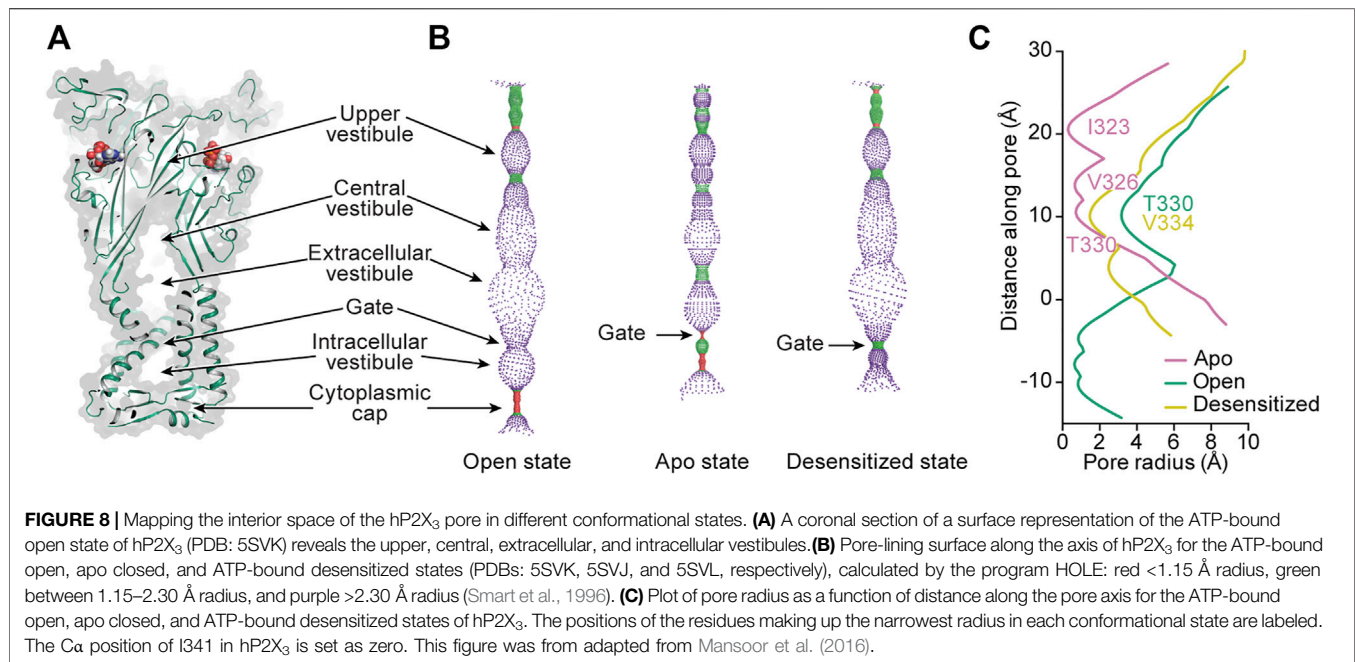 A
B
C
Upper
vestibule
Central
vestibule
Extracellular
vestibule
Gate
Intracellular
vestibule
Cytoplasmic
cap
Gate
Gate
Open state
Apo state
Desensitized state
30
20
10
0
-10
Distance along pore (Å)
I323
V326
T330
V334
T330
Apo
Open
Desensitized
0 2 4 6 8 10
Pore radius (Å)
FIGURE 8 | Mapping the interior space of the hP2X₃ pore in different conformational states. (A) A coronal section of a surface representation of the ATP-bound
open state of hP2X₃ (PDB: 5SVK) reveals the upper, central, extracellular, and intracellular vestibules.(B) Pore-lining surface along the axis of hP2X₃ for the ATP-bound
open, apo closed, and ATP-bound desensitized states (PDBs: 5SVK, 5SVJ, and 5SVL, respectively), calculated by the program HOLE: red <1.15 Å radius, green
between 1.15–2.30 Å radius, and purple >2.30 Å radius (Smart et al., 1996). (C) Plot of pore radius as a function of distance along the pore axis for the ATP-bound
open, apo closed, and ATP-bound desensitized states of hP2X₃. The positions of the residues making up the narrowest radius in each conformational state are labeled.
The Cα position of I341 in hP2X₃ is set as zero. This figure was from adapted from Mansoor et al. (2016).